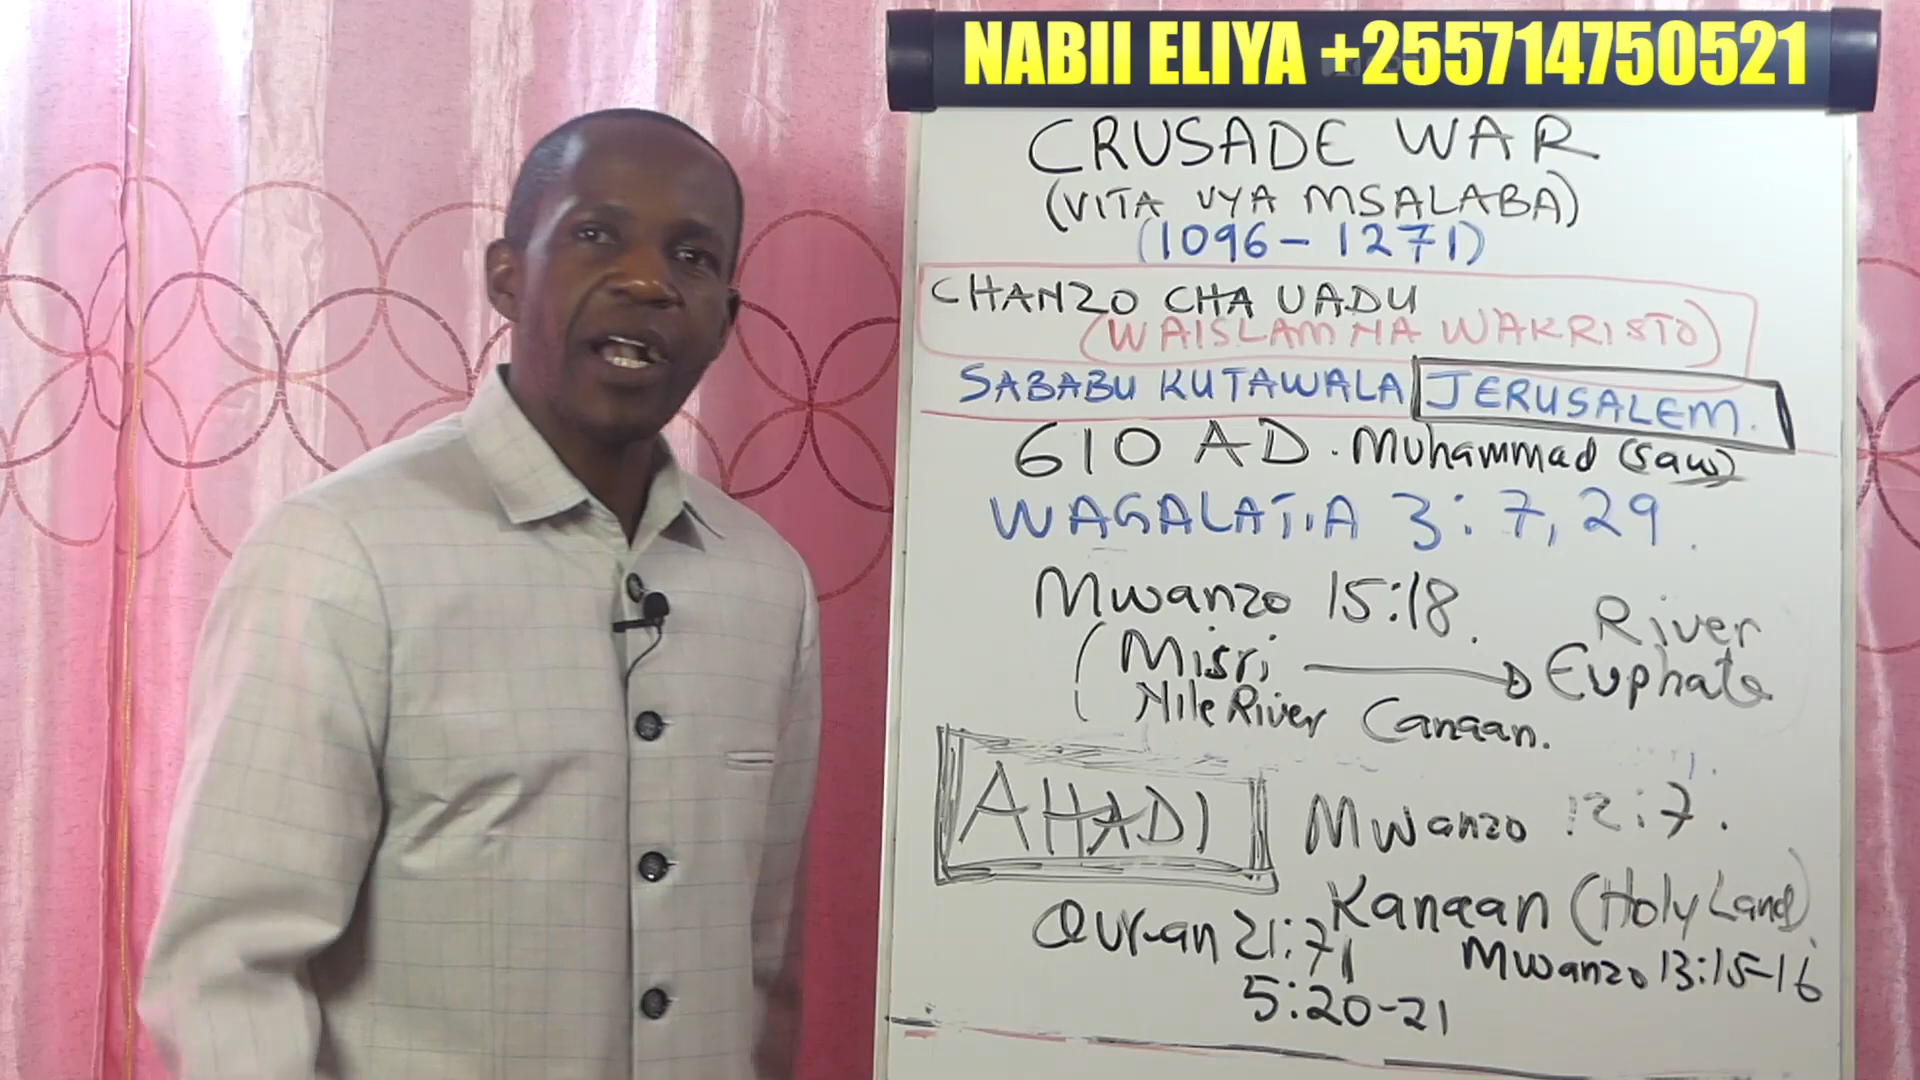 NABII ELIYA +255714750521
CRUSADE WAR
(VITA VYA MSALABA)
(1096 - 1271)
CHANZO CHA UADU
(WAISLAM NA WAKRISTO)
SABABU KUTAWALA JERUSALEM.
610 AD. Muhammad (saw)
WAGALATIA 3:7, 29.
Mwanzo 15:18.
River
(Misri → Euphate
Nile River Canaan.
AHADI Mwanzo 12:7.
Kanaan (Holy Land)
Qur-an 21:71
Mwanzo 13:15-16
5:20-21